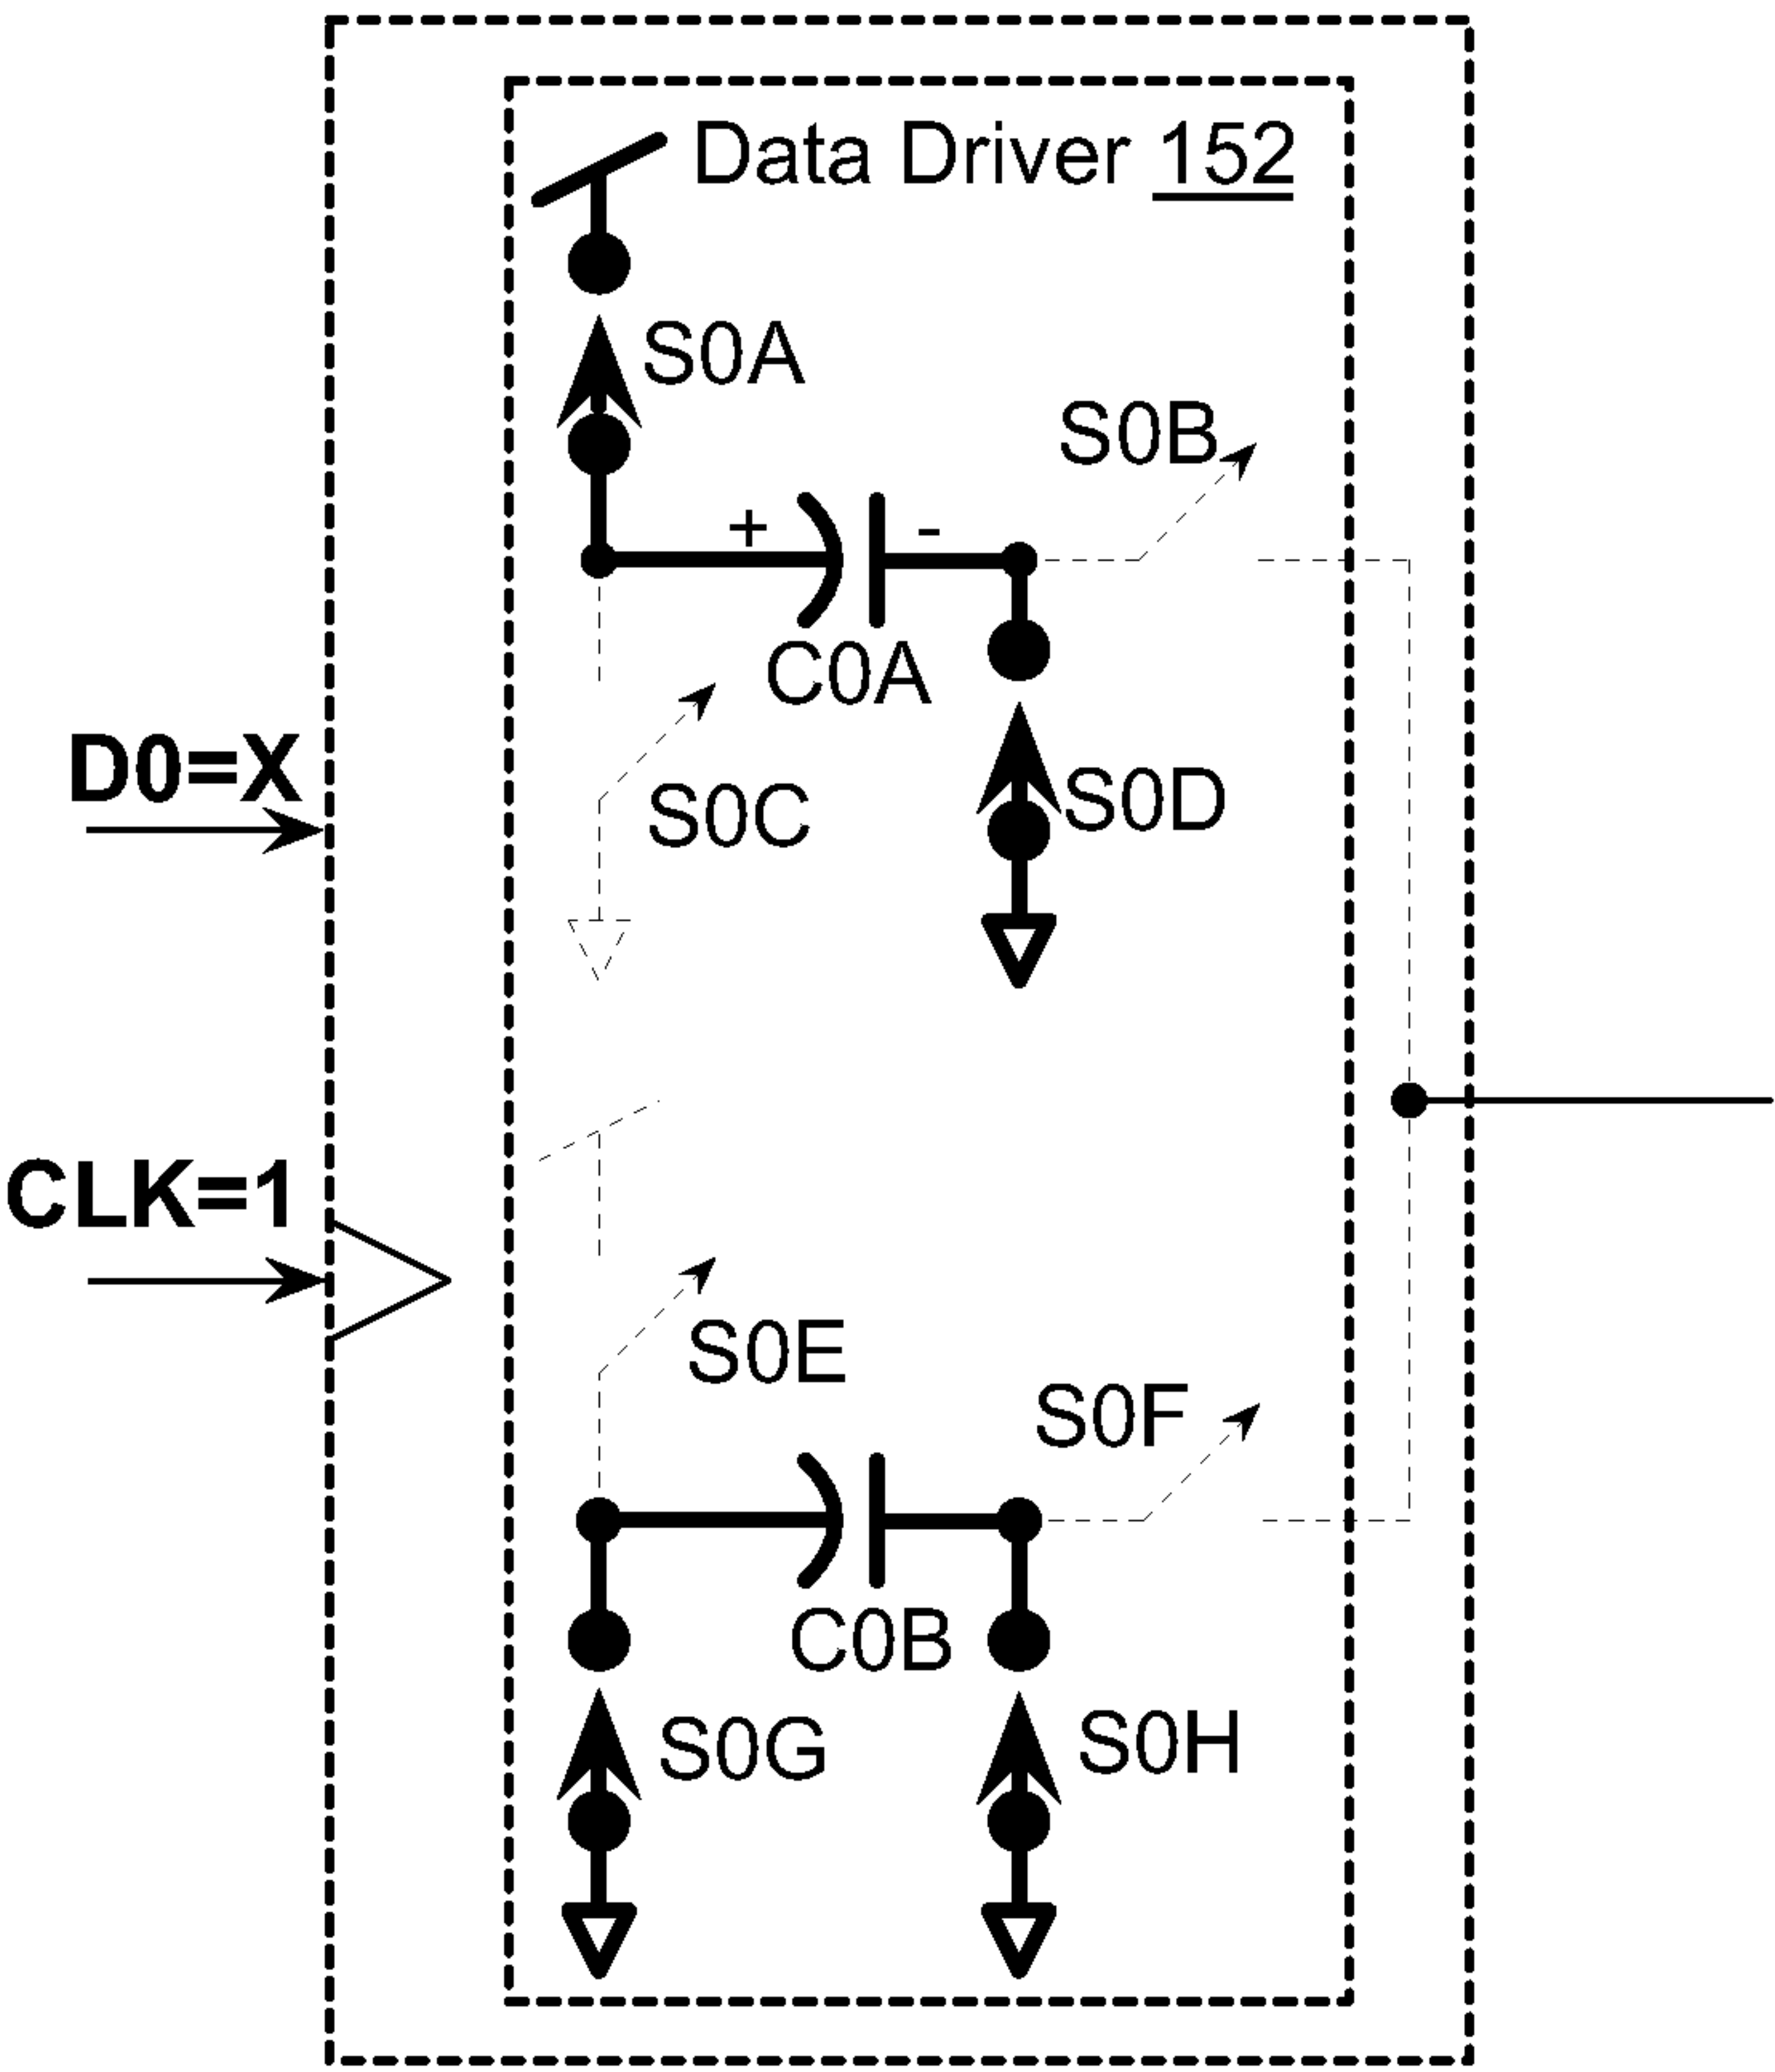 Data Driver 152
S0A
S0B
+ -
C0A
D0=X
S0C
S0D
CLK=1
S0E
S0F
C0B
S0G
S0H